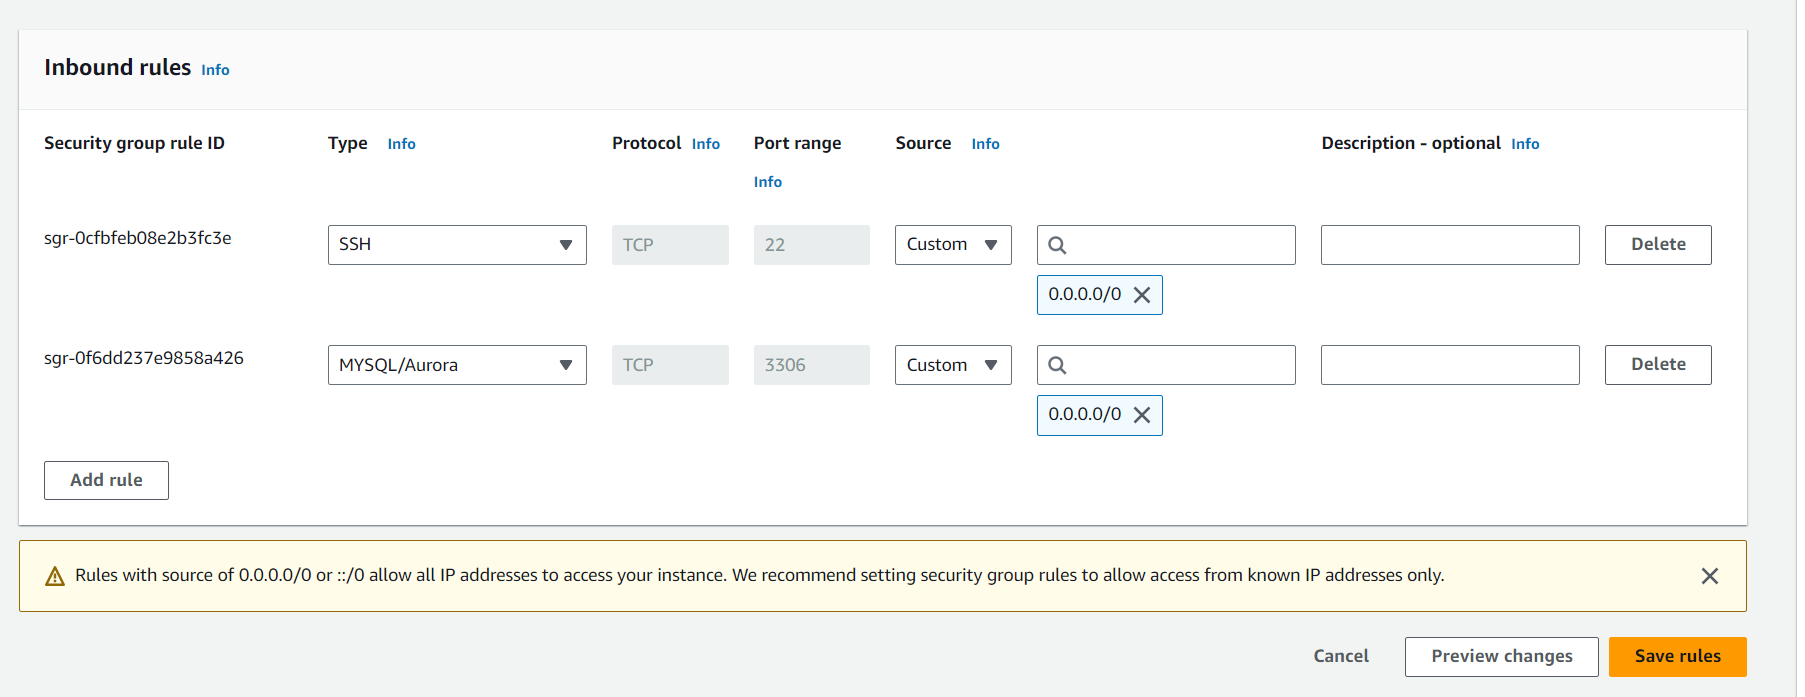 Inbound rules Info
Security group rule ID Type Info Protocol Info Port range Info Source Info Description - optional Info
sgr-0cfbfeb08e2b3fc3e SSH TCP 22 Custom Delete
0.0.0.0/0
sgr-0f6dd237e9858a426 MYSQL/Aurora TCP 3306 Custom Delete
0.0.0.0/0
Add rule
Rules with source of 0.0.0.0/0 or ::/0 allow all IP addresses to access your instance. We recommend setting security group rules to allow access from known IP addresses only.
Cancel Preview changes Save rules